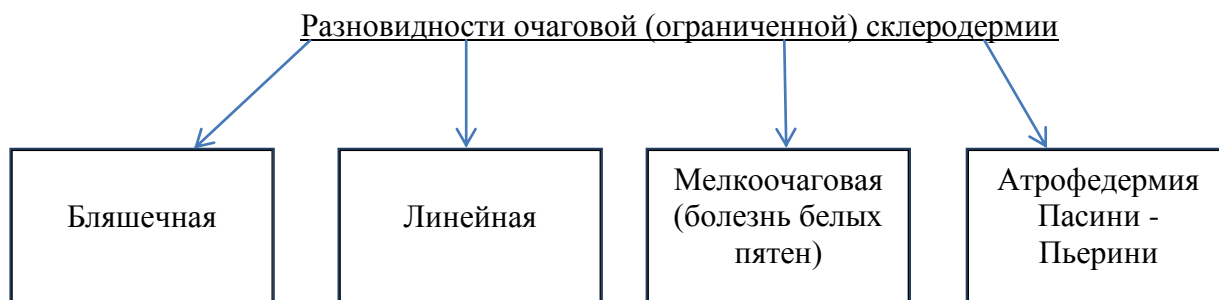 Разновидности очаговой (ограниченной) склеродермии
Бляшечная
Линейная
Мелкоочаговая
(болезнь белых
пятен)
Атрофедермия
Пасини -
Пьерини